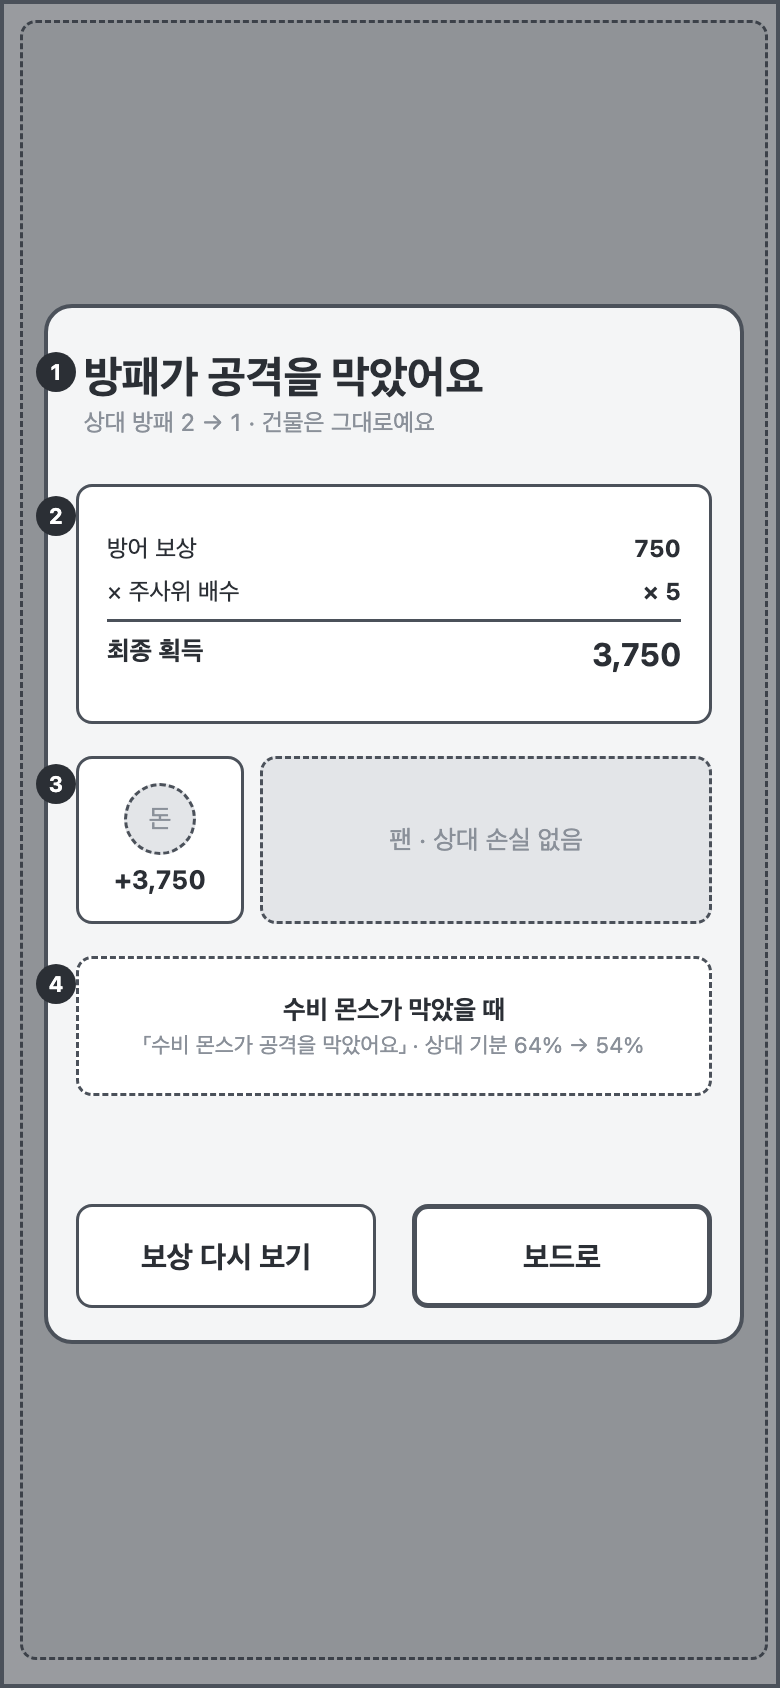 1 방패가 공격을 막았어요
상대 방패 2 → 1 · 건물은 그대로예요
2
방어 보상 750
× 주사위 배수 × 5
최종 획득 3,750
3
돈
+3,750
팬 · 상대 손실 없음
4
수비 몬스가 막았을 때
「수비 몬스가 공격을 막았어요」 · 상대 기분 64% → 54%
보상 다시 보기
보드로